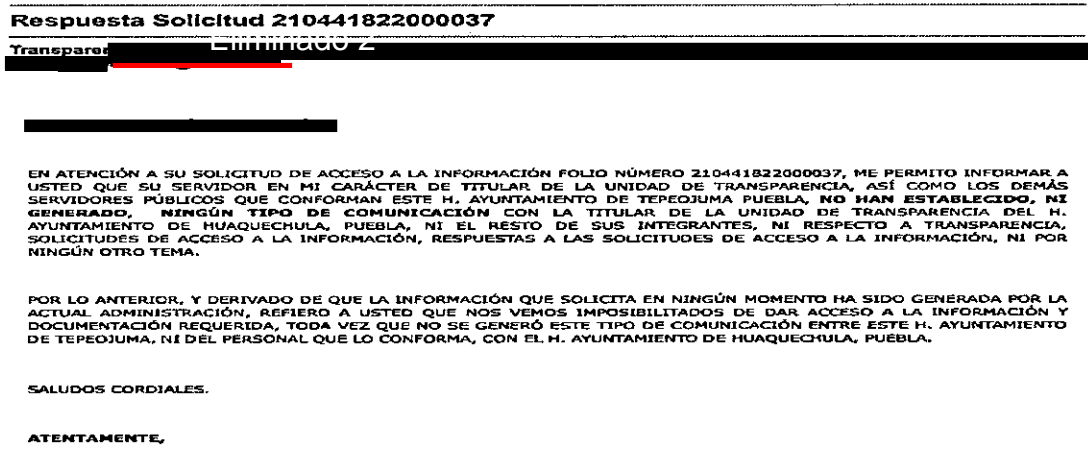 Respuesta Solicitud 210441822000037
Eliminado 2
EN ATENCIÓN A SU SOLICITUD DE ACCESO A LA INFORMACIÓN FOLIO NÚMERO 210441822000037, ME PERMITO INFORMAR A
USTED QUE SU SERVIDOR EN MI CARÁCTER DE TITULAR DE LA UNIDAD DE TRANSPARENCIA, ASÍ COMO LOS DEMÁS
SERVIDORES PÚBLICOS QUE CONFORMAN ESTE H. AYUNTAMIENTO DE TEPEOJUMA PUEBLA, NO HAN ESTABLECIDO, NI
GENERADO, NINGÚN TIPO DE COMUNICACIÓN CON LA TITULAR DE LA UNIDAD DE TRANSPARENCIA DEL H.
AYUNTAMIENTO DE HUAQUECHULA, PUEBLA, NI EL RESTO DE SUS INTEGRANTES, NI RESPECTO A TRANSPARENCIA,
SOLICITUDES DE ACCESO A LA INFORMACIÓN, RESPUESTAS A LAS SOLICITUDES DE ACCESO A LA INFORMACIÓN, NI POR
NINGÚN OTRO TEMA.
POR LO ANTERIOR, Y DERIVADO DE QUE LA INFORMACIÓN QUE SOLICITA EN NINGÚN MOMENTO HA SIDO GENERADA POR LA
ACTUAL ADMINISTRACIÓN, REFIERO A USTED QUE NOS VEMOS IMPOSIBILITADOS DE DAR ACCESO A LA INFORMACIÓN Y
DOCUMENTACIÓN REQUERIDA, TODA VEZ QUE NO SE GENERÓ ESTE TIPO DE COMUNICACIÓN ENTRE ESTE H. AYUNTAMIENTO
DE TEPEOJUMA, NI DEL PERSONAL QUE LO CONFORMA, CON EL H. AYUNTAMIENTO DE HUAQUECHULA, PUEBLA.
SALUDOS CORDIALES.
ATENTAMENTE,